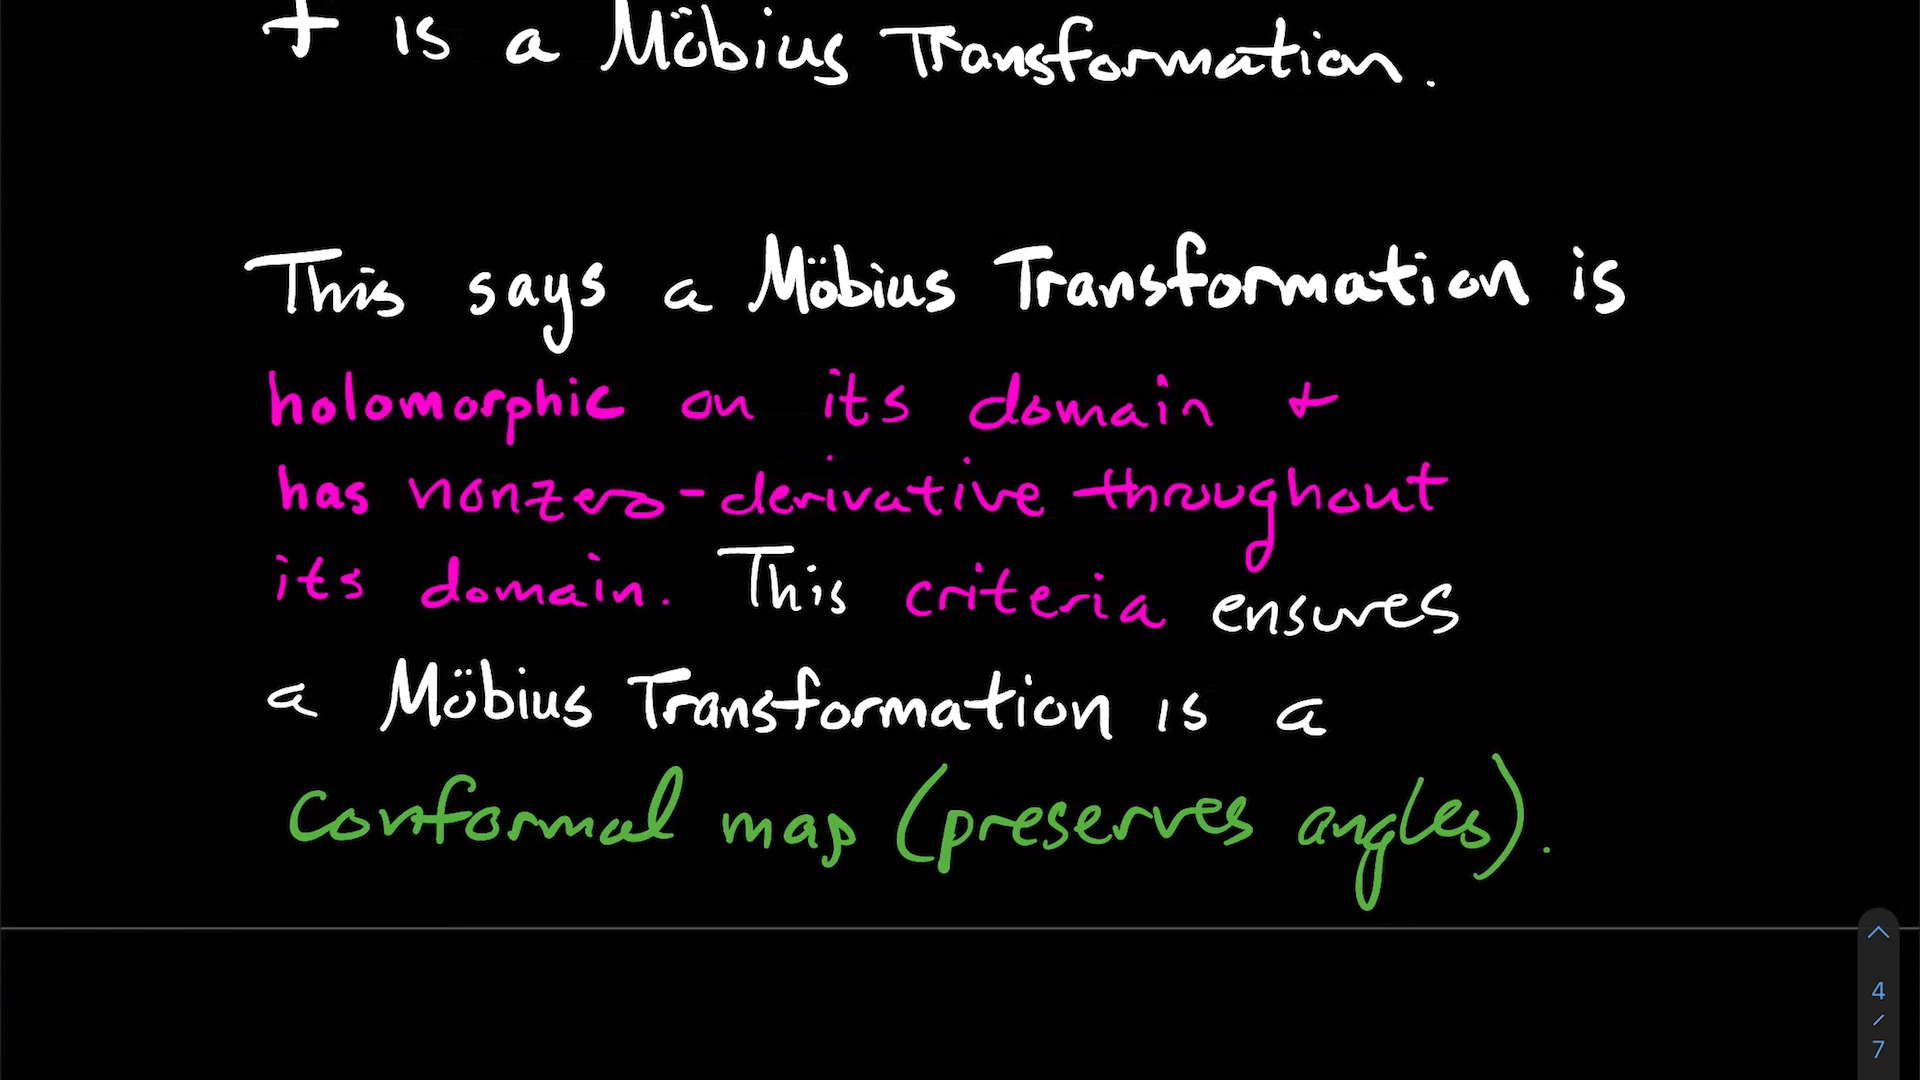 f is a Möbius Transformation.
This says a Möbius Transformation is
holomorphic on its domain +
has nonzero-derivative throughout
its domain. This criteria ensures
a Möbius Transformation is a
conformal map (preserves angles).
4
/
7